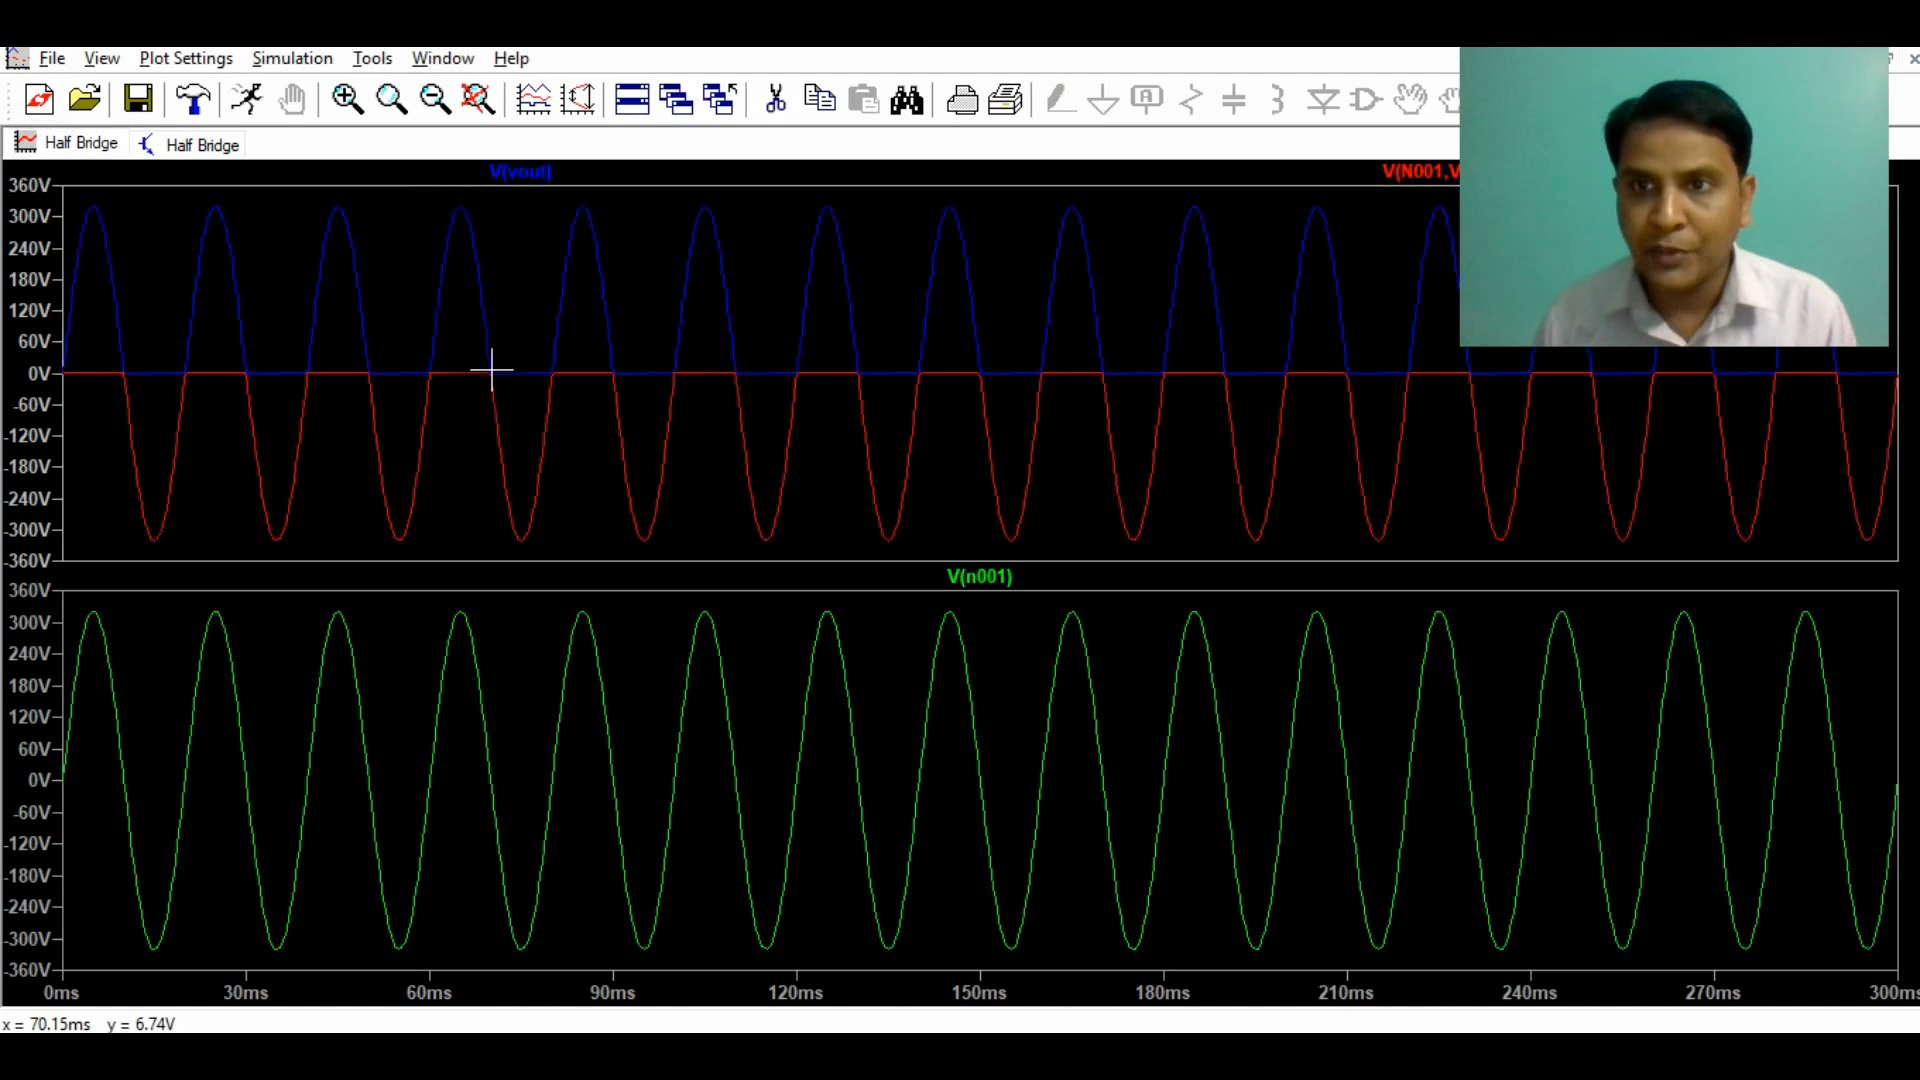 File View Plot Settings Simulation Tools Window Help
Half Bridge Half Bridge
V(vout) V(N001,V
360V
300V
240V
180V
120V
60V
0V
-60V
-120V
-180V
-240V
-300V
-360V
V(n001)
360V
300V
240V
180V
120V
60V
0V
-60V
-120V
-180V
-240V
-300V
-360V
0ms 30ms 60ms 90ms 120ms 150ms 180ms 210ms 240ms 270ms 300ms
x = 70.15ms y = 6.74V